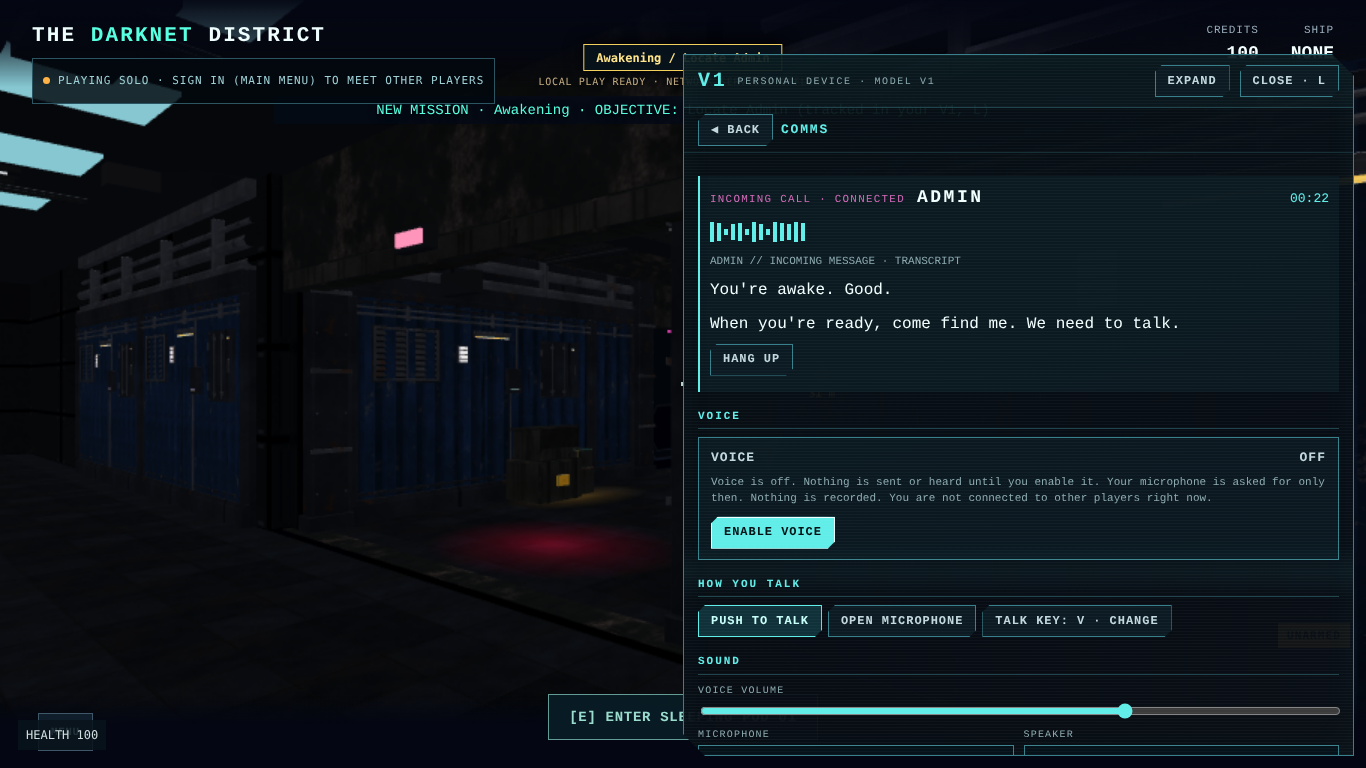 THE DARKNET DISTRICT
PLAYING SOLO · SIGN IN (MAIN MENU) TO MEET OTHER PLAYERS
Awakening / Locate Admin
LOCAL PLAY READY · NET
NEW MISSION · Awakening · OBJECTIVE:
CREDITS
100
SHIP
NONE
V1 PERSONAL DEVICE · MODEL V1
EXPAND
CLOSE · L
◀ BACK
COMMS
INCOMING CALL · CONNECTED ADMIN
00:22
ADMIN // INCOMING MESSAGE · TRANSCRIPT
You're awake. Good.
When you're ready, come find me. We need to talk.
HANG UP
VOICE
VOICE
OFF
Voice is off. Nothing is sent or heard until you enable it. Your microphone is asked for only
then. Nothing is recorded. You are not connected to other players right now.
ENABLE VOICE
HOW YOU TALK
PUSH TO TALK
OPEN MICROPHONE
TALK KEY: V · CHANGE
UNARMED
SOUND
VOICE VOLUME
MICROPHONE
SPEAKER
[E] ENTER SLE
HEALTH 100